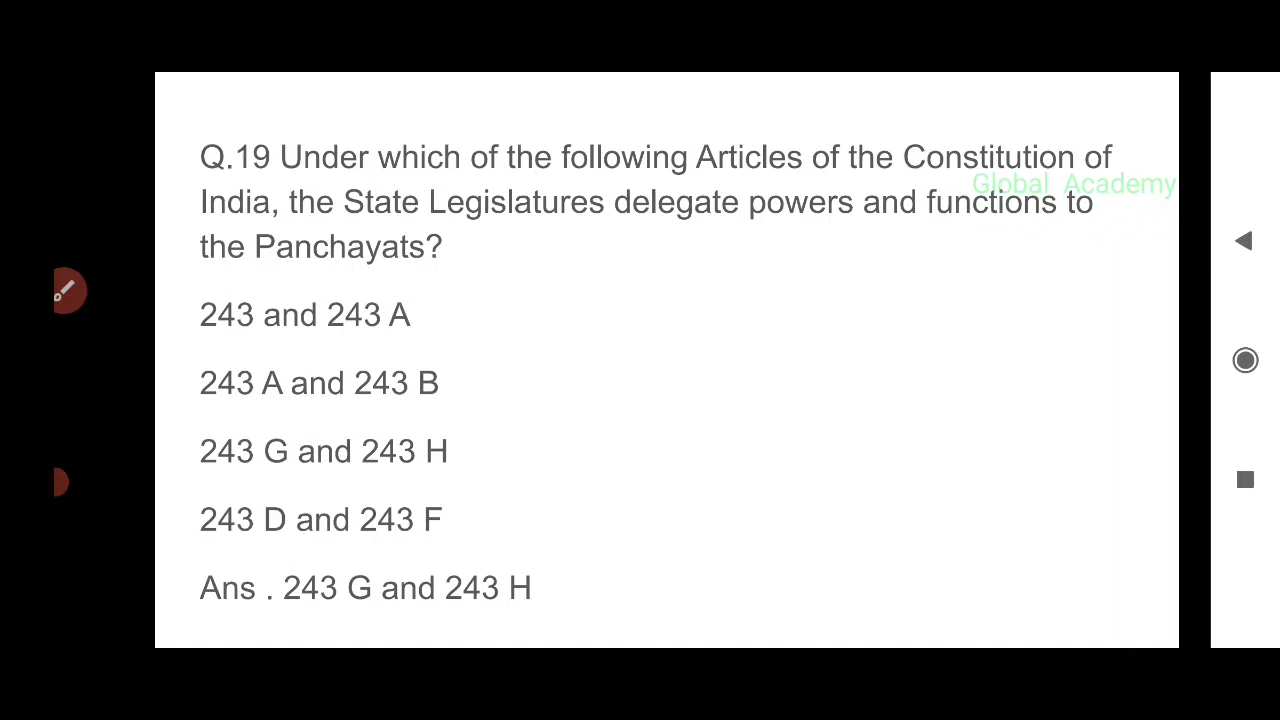 Q.19 Under which of the following Articles of the Constitution of
Global Academy
India, the State Legislatures delegate powers and functions to
the Panchayats?
243 and 243 A
243 A and 243 B
243 G and 243 H
243 D and 243 F
Ans . 243 G and 243 H